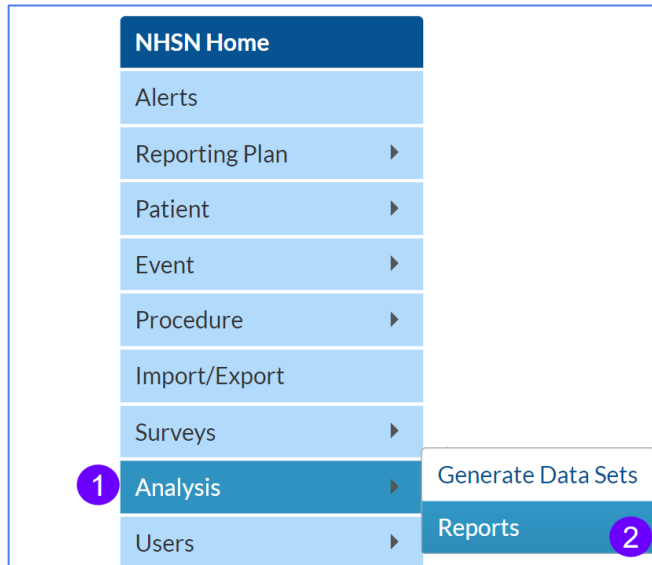 NHSN Home
Alerts
Reporting Plan
Patient
Event
Procedure
Import/Export
Surveys
1 Analysis
Generate Data Sets
Reports 2
Users